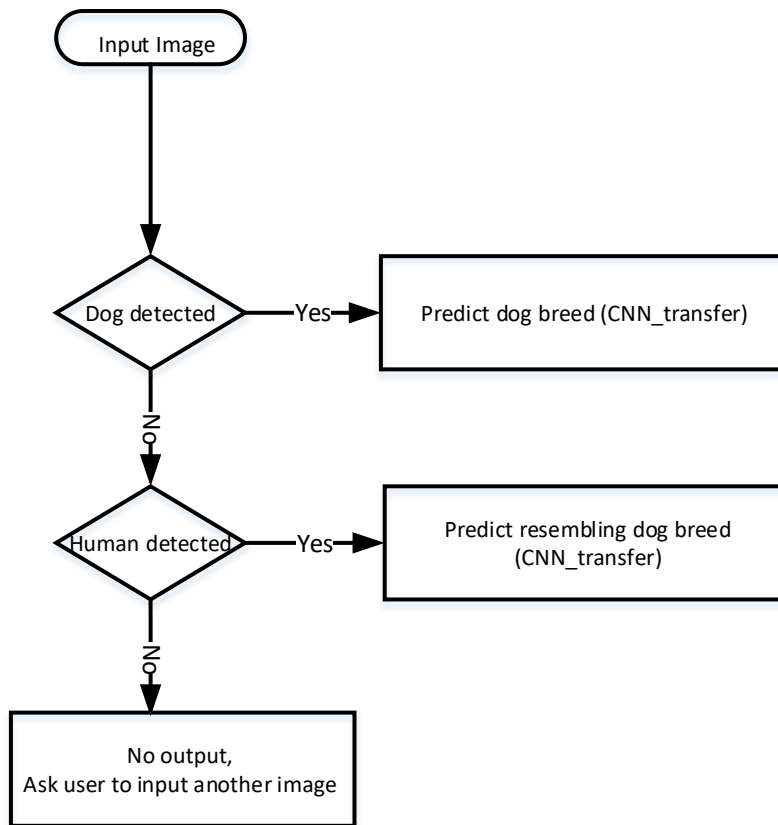 Input Image
Dog detected
Yes
Predict dog breed (CNN_transfer)
No
Human detected
Yes
Predict resembling dog breed
(CNN_transfer)
No
No output,
Ask user to input another image